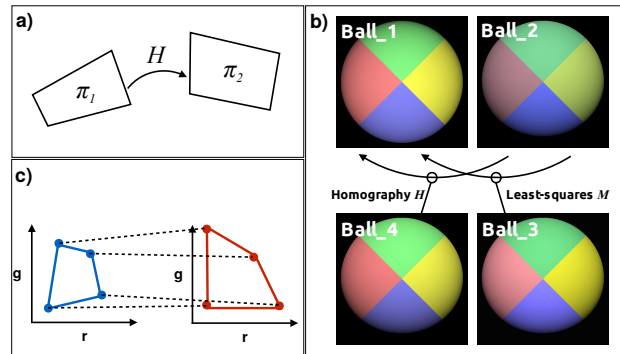 a)
H
π1
π2
c)
g
r
g
r
b)
Ball_1
Ball_2
Homography H
Least-squares M
Ball_4
Ball_3